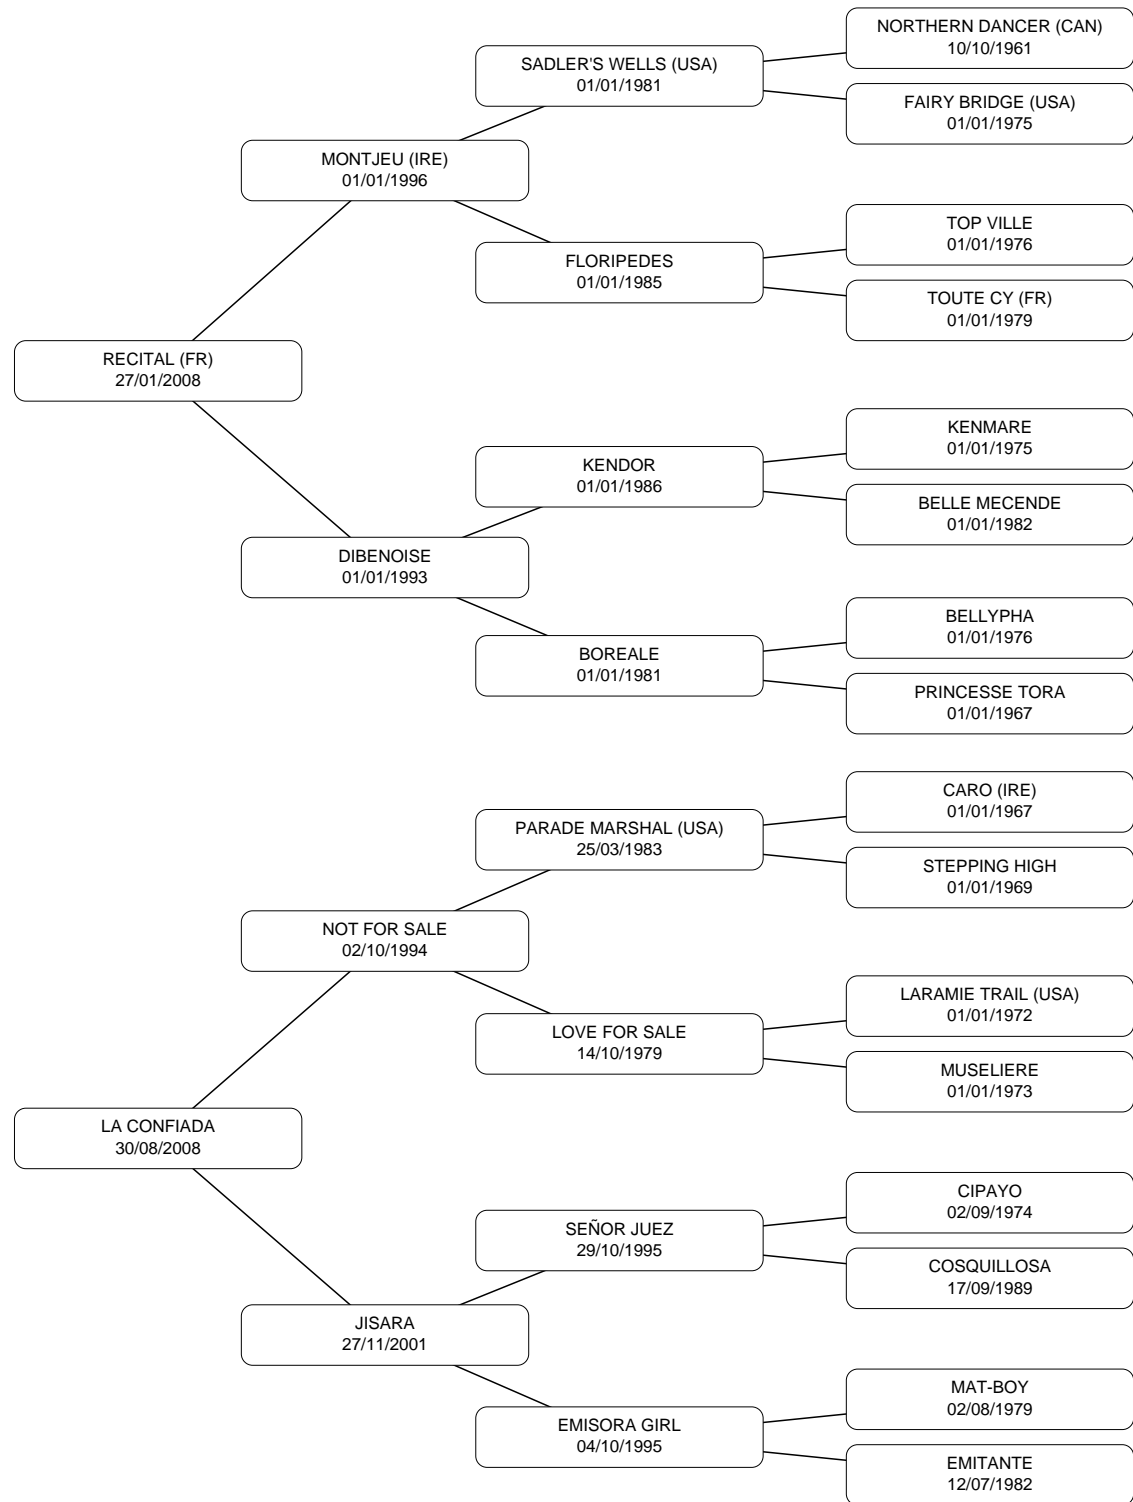 NORTHERN DANCER (CAN)
10/10/1961
SADLER'S WELLS (USA)
01/01/1981
FAIRY BRIDGE (USA)
01/01/1975
MONTJEU (IRE)
01/01/1996
TOP VILLE
01/01/1976
FLORIPEDES
01/01/1985
TOUTE CY (FR)
01/01/1979
RECITAL (FR)
27/01/2008
KENMARE
01/01/1975
KENDOR
01/01/1986
BELLE MECENDE
01/01/1982
DIBENOISE
01/01/1993
BELLYPHA
01/01/1976
BOREALE
01/01/1981
PRINCESSE TORA
01/01/1967
CARO (IRE)
01/01/1967
PARADE MARSHAL (USA)
25/03/1983
STEPPING HIGH
01/01/1969
NOT FOR SALE
02/10/1994
LARAMIE TRAIL (USA)
01/01/1972
LOVE FOR SALE
14/10/1979
MUSELIERE
01/01/1973
LA CONFIADA
30/08/2008
CIPAYO
02/09/1974
SEÑOR JUEZ
29/10/1995
COSQUILLOSA
17/09/1989
JISARA
27/11/2001
MAT-BOY
02/08/1979
EMISORA GIRL
04/10/1995
EMITANTE
12/07/1982